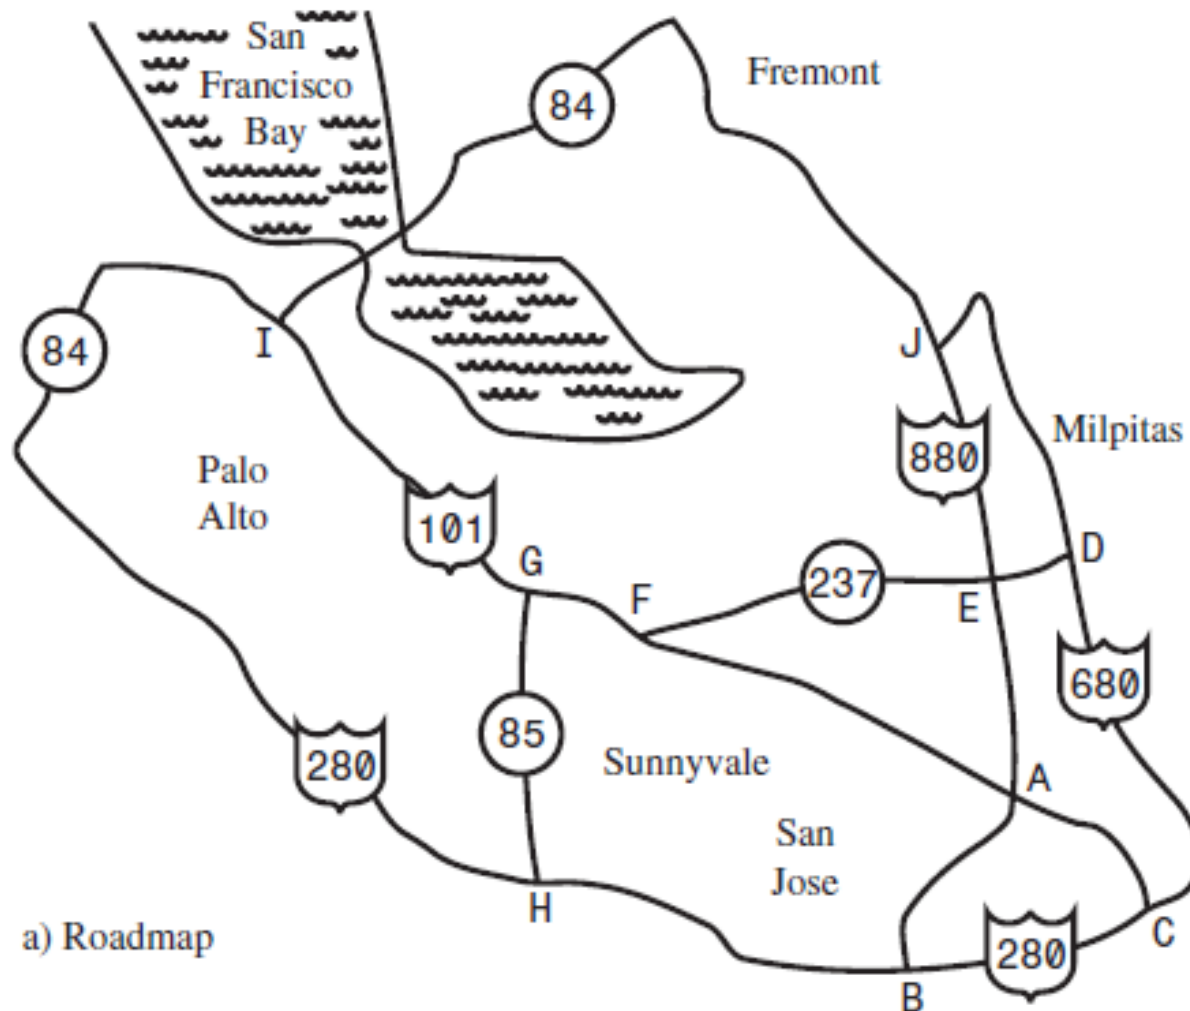 San
Francisco
Bay
84
Fremont
84
I
J
Palo
Alto
880
Milpitas
101
G
F
237
E
D
680
85
280
Sunnyvale
A
San
Jose
H
a) Roadmap
280
C
B